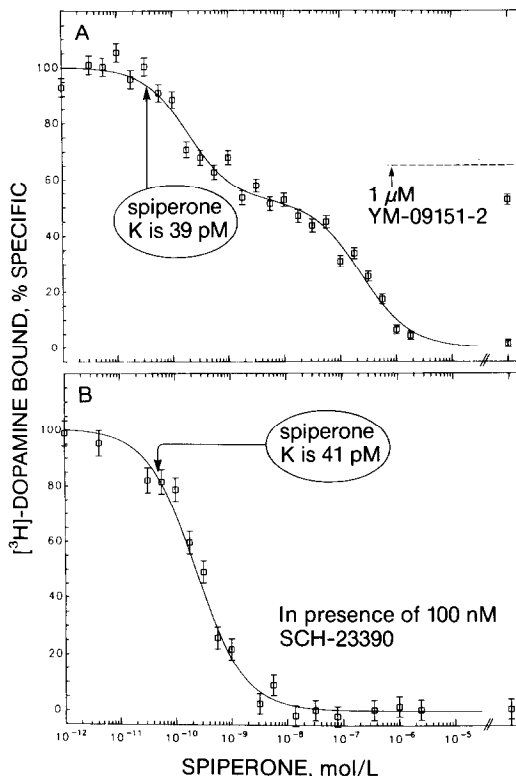 A
100
80
60
40
20
0
spiperone
K is 39 pM
1 μM
YM-09151-2
[³H]-DOPAMINE BOUND, % SPECIFIC
B
100
80
60
40
20
0
spiperone
K is 41 pM
In presence of 100 nM
SCH-23390
10⁻¹² 10⁻¹¹ 10⁻¹⁰ 10⁻⁹ 10⁻⁸ 10⁻⁷ 10⁻⁶ 10⁻⁵
SPIPERONE, mol/L